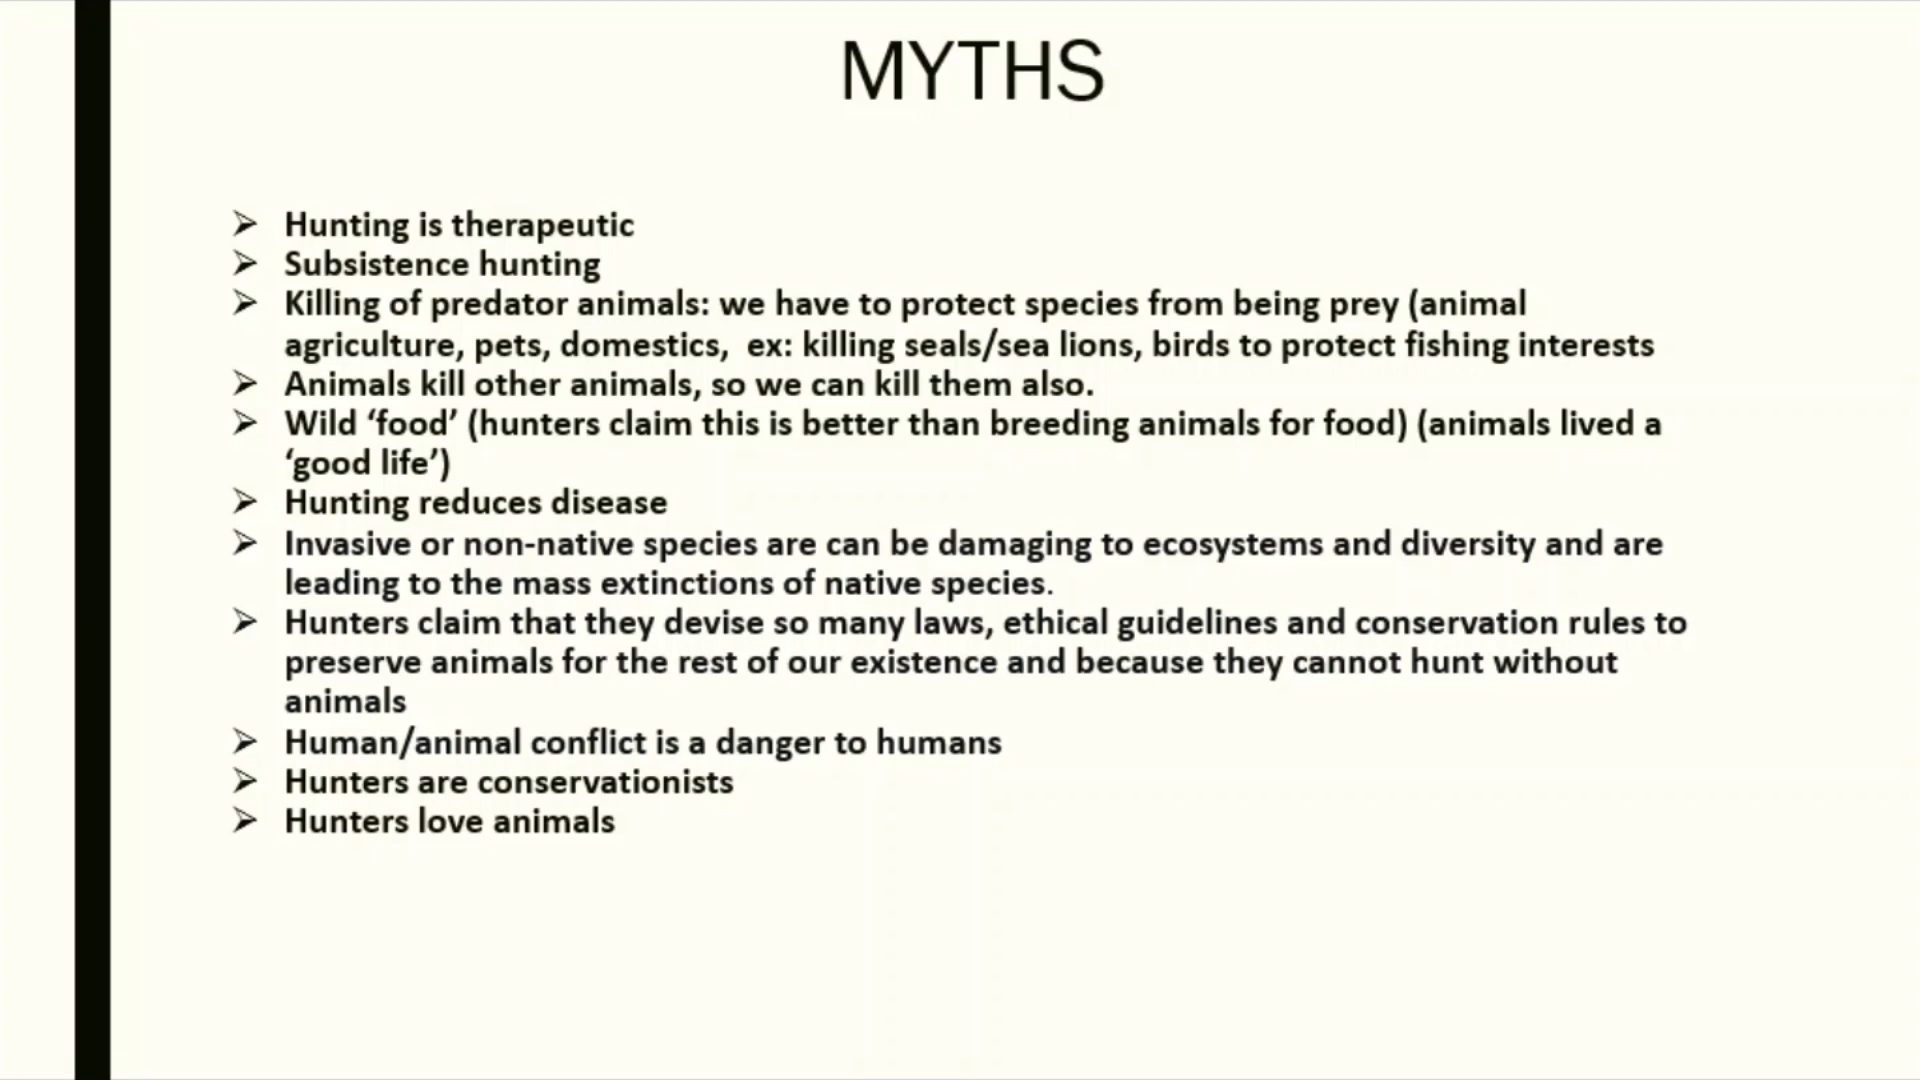 MYTHS
➢ Hunting is therapeutic
➢ Subsistence hunting
➢ Killing of predator animals: we have to protect species from being prey (animal
agriculture, pets, domestics,  ex: killing seals/sea lions, birds to protect fishing interests
➢ Animals kill other animals, so we can kill them also.
➢ Wild ‘food’ (hunters claim this is better than breeding animals for food) (animals lived a
‘good life’)
➢ Hunting reduces disease
➢ Invasive or non-native species are can be damaging to ecosystems and diversity and are
leading to the mass extinctions of native species.
➢ Hunters claim that they devise so many laws, ethical guidelines and conservation rules to
preserve animals for the rest of our existence and because they cannot hunt without
animals
➢ Human/animal conflict is a danger to humans
➢ Hunters are conservationists
➢ Hunters love animals